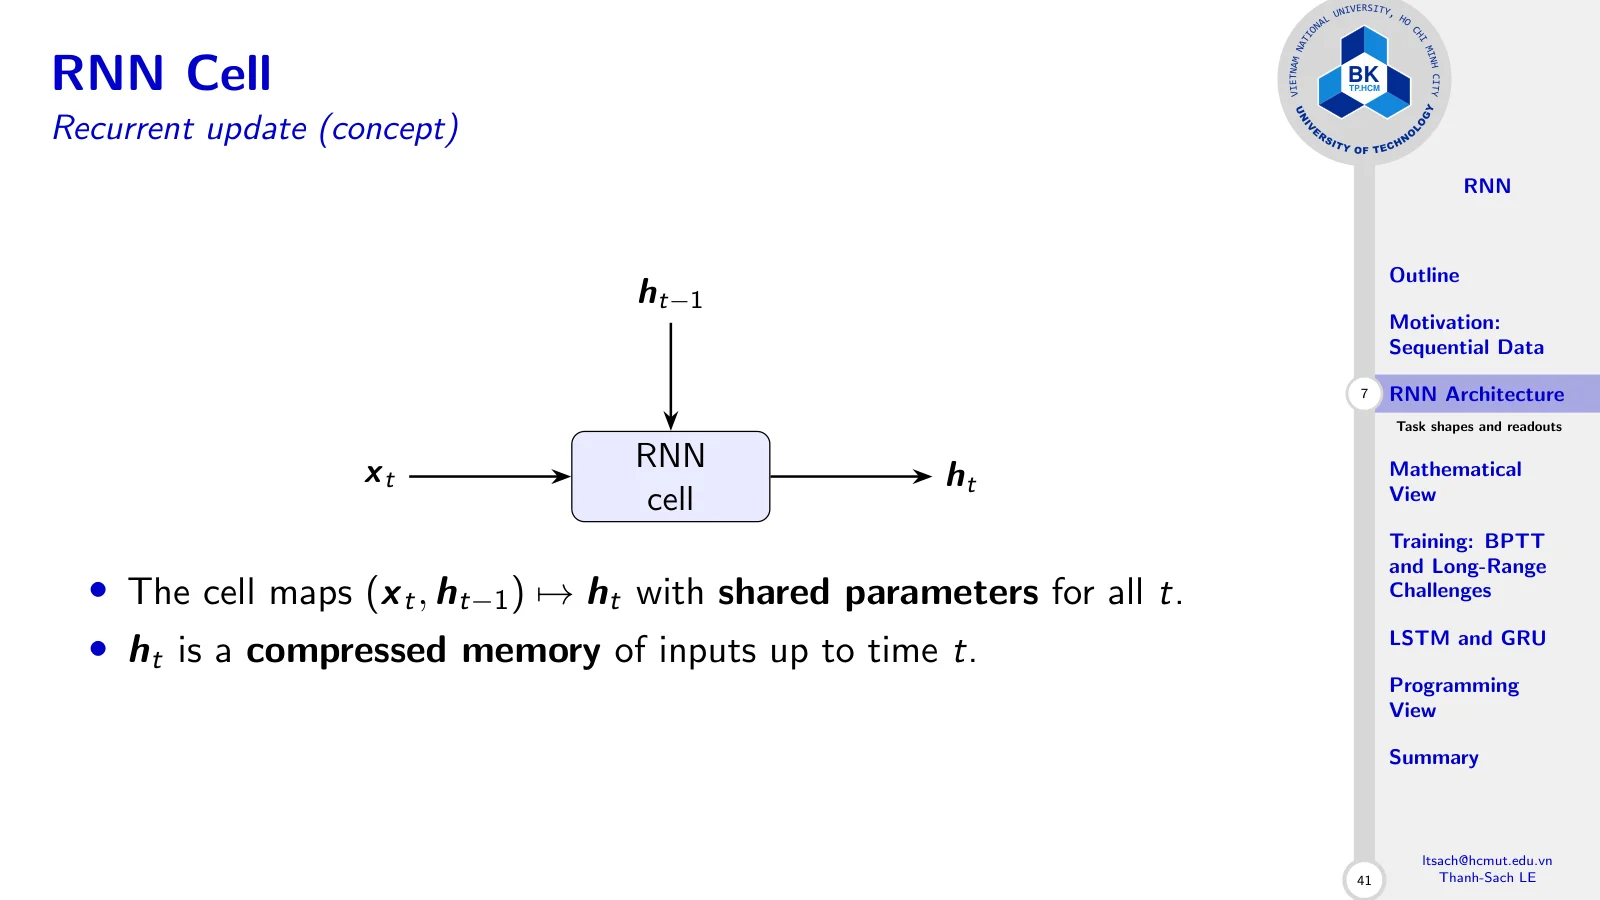 RNN Cell
Recurrent update (concept)
h_{t−1}
x_t
RNN
cell
h_t
• The cell maps (x_t, h_{t−1}) ↦ h_t with shared parameters for all t.
• h_t is a compressed memory of inputs up to time t.
VIETNAM NATIONAL UNIVERSITY, HO CHI MINH CITY
BK
TP.HCM
UNIVERSITY OF TECHNOLOGY
RNN
Outline
Motivation:
Sequential Data
7
RNN Architecture
Task shapes and readouts
Mathematical
View
Training: BPTT
and Long-Range
Challenges
LSTM and GRU
Programming
View
Summary
41
ltsach@hcmut.edu.vn
Thanh-Sach LE